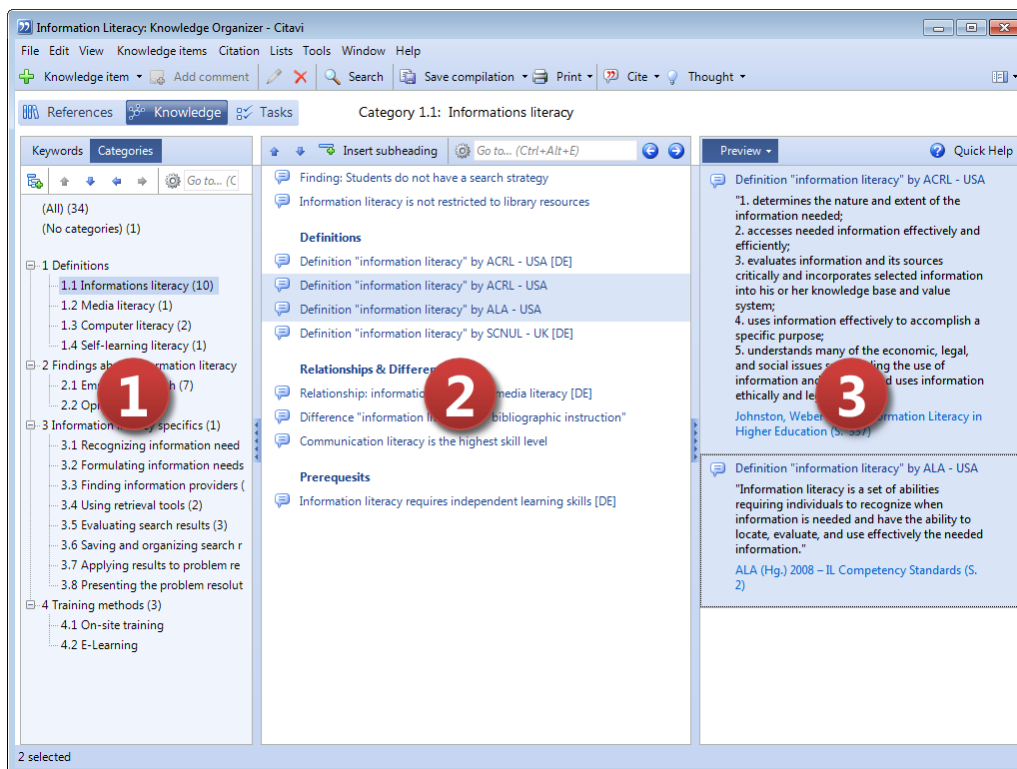 Information Literacy: Knowledge Organizer - Citavi
File Edit View Knowledge items Citation Lists Tools Window Help
Knowledge item Add comment Search Save compilation Print Cite Thought
References Knowledge Tasks Category 1.1: Informations literacy
Keywords Categories
Go to... (C
(All) (34)
(No categories) (1)
1 Definitions
1.1 Informations literacy (10)
1.2 Media literacy (1)
1.3 Computer literacy (2)
1.4 Self-learning literacy (1)
2 Findings ab rmation literacy
2.1 Em h (7)
2.2 Op
3 Information specifics (1)
3.1 Recognizing information need
3.2 Formulating information needs
3.3 Finding information providers (
3.4 Using retrieval tools (2)
3.5 Evaluating search results (3)
3.6 Saving and organizing search r
3.7 Applying results to problem re
3.8 Presenting the problem resolut
4 Training methods (3)
4.1 On-site training
4.2 E-Learning
1
Insert subheading Go to... (Ctrl+Alt+E)
Finding: Students do not have a search strategy
Information literacy is not restricted to library resources
Definitions
Definition "information literacy" by ACRL - USA [DE]
Definition "information literacy" by ACRL - USA
Definition "information literacy" by ALA - USA
Definition "information literacy" by SCNUL - UK [DE]
Relationships & Differe
Relationship: informatio media literacy [DE]
Difference "information li bibliographic instruction"
Communication literacy is the highest skill level
Prerequesits
Information literacy requires independent learning skills [DE]
2
Preview Quick Help
Definition "information literacy" by ACRL - USA
"1. determines the nature and extent of the
information needed;
2. accesses needed information effectively and
efficiently;
3. evaluates information and its sources
critically and incorporates selected information
into his or her knowledge base and value
system;
4. uses information effectively to accomplish a
specific purpose;
5. understands many of the economic, legal,
and social issues s ding the use of
information and d uses information
ethically and le
Johnston, Weber rmation Literacy in
Higher Education (S. 337)
3
Definition "information literacy" by ALA - USA
"Information literacy is a set of abilities
requiring individuals to recognize when
information is needed and have the ability to
locate, evaluate, and use effectively the needed
information."
ALA (Hg.) 2008 – IL Competency Standards (S.
2)
2 selected